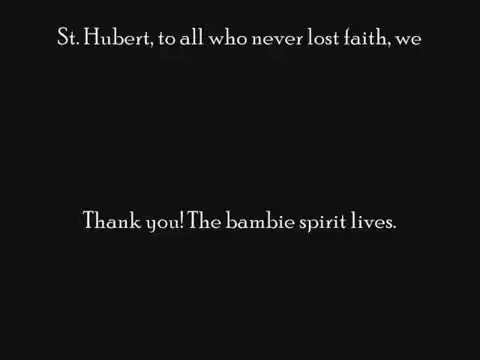 St. Hubert, to all who never lost faith, we
Thank you! The bambie spirit lives.